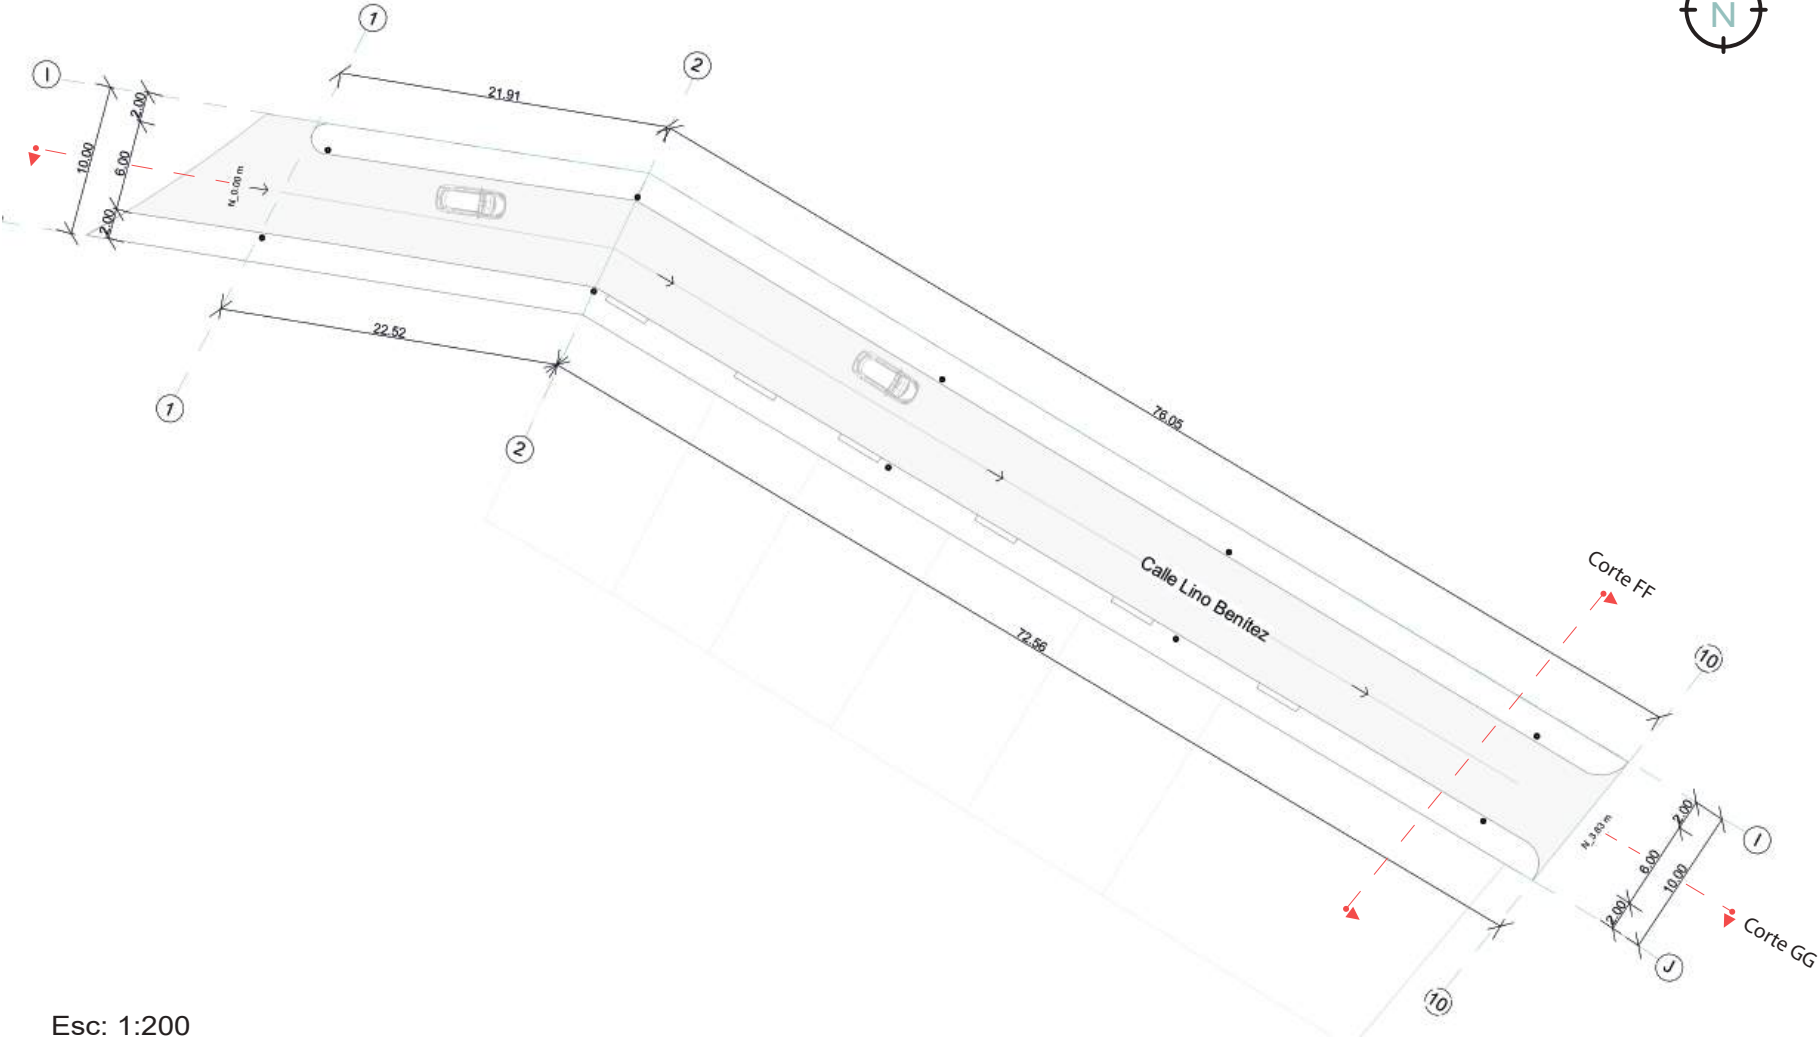 N
1
2
I
21.91
2.00
10.00
6.00
2.00
N_0.00 m
22.52
1
2
76.05
Calle Lino Benítez
72.56
Corte FF
10
N_3.83 m
2.00
6.00
10.00
2.00
I
J
Corte GG
10
Esc: 1:200